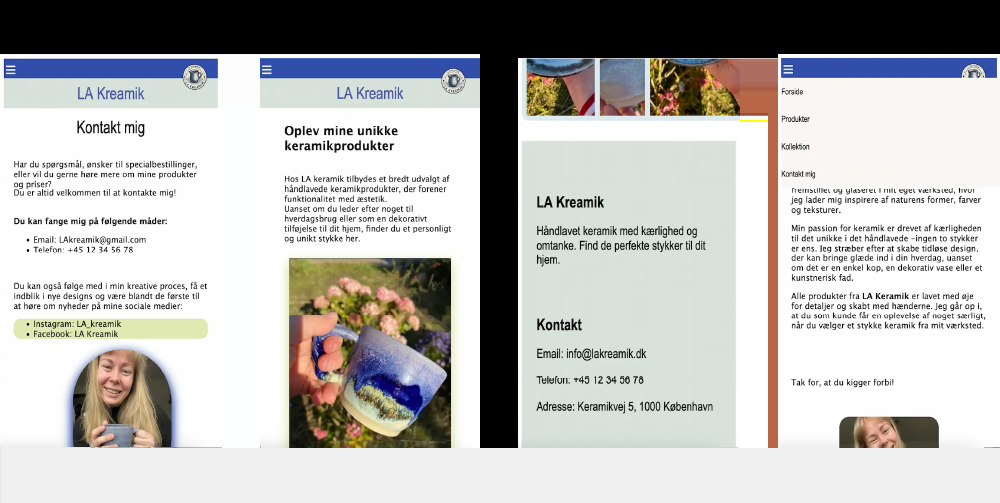 LA Kreamik
Kontakt mig
Har du spørgsmål, ønsker til specialbestillinger,
eller vil du gerne høre mere om mine produkter
og priser?
Du er altid velkommen til at kontakte mig!
Du kan fange mig på følgende måder:
• Email: LAkreamik@gmail.com
• Telefon: +45 12 34 56 78
Du kan også følge med i min kreative proces, få et
indblik i nye designs og være blandt de første til
at høre om nyheder på mine sociale medier:
• Instagram: LA_kreamik
• Facebook: LA Kreamik
LA Kreamik
Oplev mine unikke
keramikprodukter
Hos LA keramik tilbydes et bredt udvalg af
håndlavede keramikprodukter, der forener
funktionalitet med æstetik.
Uanset om du leder efter noget til
hverdagsbrug eller som en dekorativt
tilføjelse til dit hjem, finder du et personligt
og unikt stykke her.
LA Kreamik
Håndlavet keramik med kærlighed og
omtanke. Find de perfekte stykker til dit
hjem.
Kontakt
Email: info@lakreamik.dk
Telefon: +45 12 34 56 78
Adresse: Keramikvej 5, 1000 København
Forside
Produkter
Kollektion
Kontakt mig
fremstillet og glaseret i mit eget værksted, hvor
jeg lader mig inspirere af naturens former, farver
og teksturer.
Min passion for keramik er drevet af kærligheden
til det unikke i det håndlavede –ingen to stykker
er ens. Jeg stræber efter at skabe tidløse design,
der kan bringe glæde ind i din hverdag, uanset
om det er en enkel kop, en dekorativ vase eller et
kunstnerisk fad.
Alle produkter fra LA Keramik er lavet med øje
for detaljer og skabt med hænderne. Jeg går op i,
at du som kunde får en oplevelse af noget særligt,
når du vælger et stykke keramik fra mit værksted.
Tak for, at du kigger forbi!